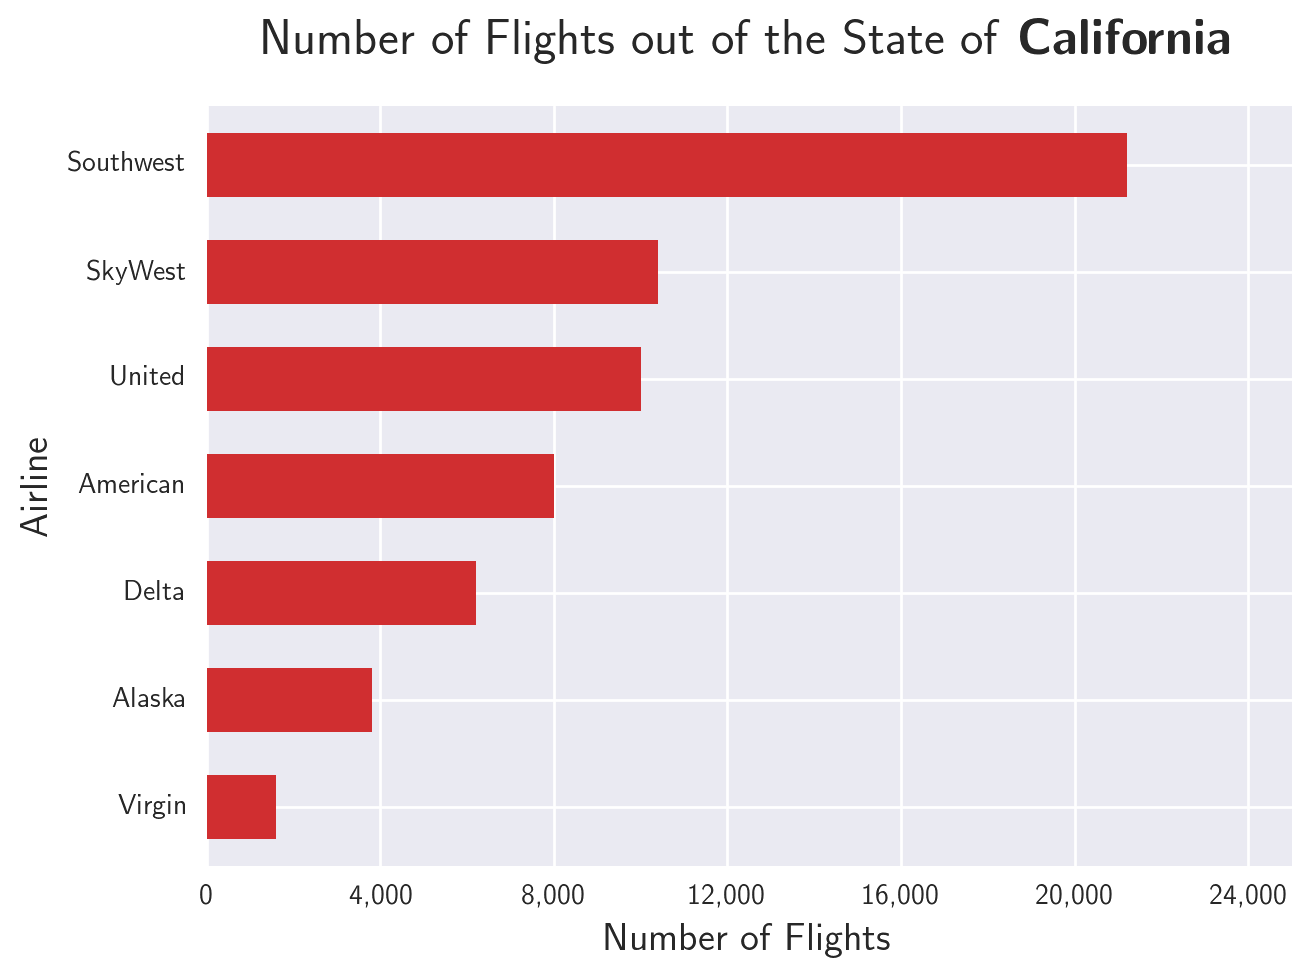 Number of Flights out of the State of California
Southwest
SkyWest
United
American
Delta
Alaska
Virgin
Airline
0 4,000 8,000 12,000 16,000 20,000 24,000
Number of Flights